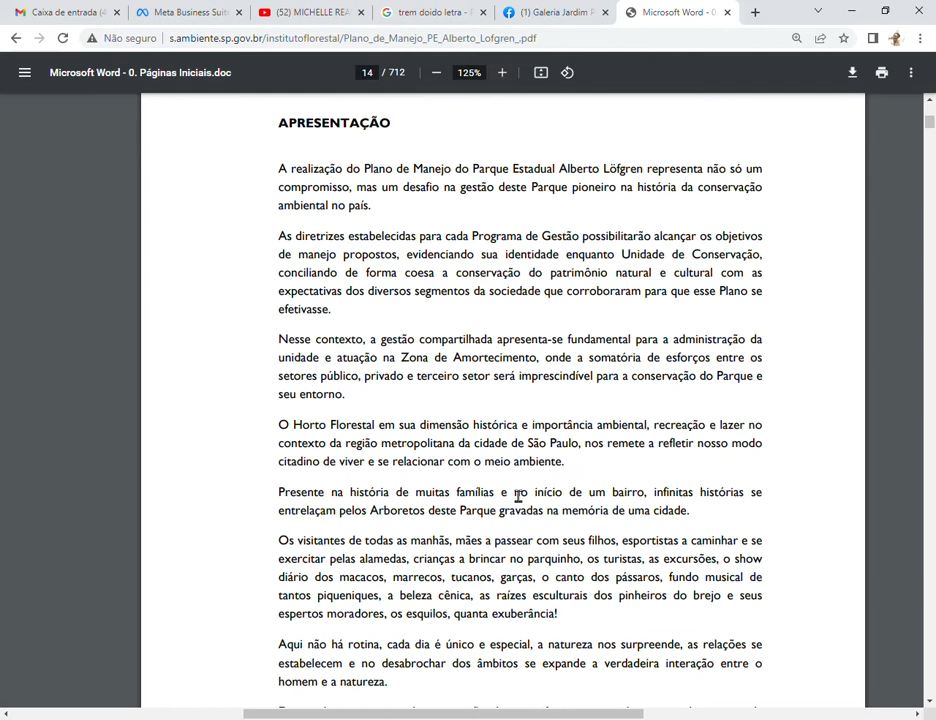 Caixa de entrada (4
Meta Business Suit
(52) MICHELLE REA
trem doido letra - P
(1) Galeria Jardim P
Microsoft Word - 0
Não seguro
s.ambiente.sp.gov.br/institutoflorestal/Plano_de_Manejo_PE_Alberto_Lofgren_.pdf
Microsoft Word - 0. Páginas Iniciais.doc
14 / 712
125%
APRESENTAÇÃO
A realização do Plano de Manejo do Parque Estadual Alberto Löfgren representa não só um
compromisso, mas um desafio na gestão deste Parque pioneiro na história da conservação
ambiental no país.
As diretrizes estabelecidas para cada Programa de Gestão possibilitarão alcançar os objetivos
de manejo propostos, evidenciando sua identidade enquanto Unidade de Conservação,
conciliando de forma coesa a conservação do patrimônio natural e cultural com as
expectativas dos diversos segmentos da sociedade que corroboraram para que esse Plano se
efetivasse.
Nesse contexto, a gestão compartilhada apresenta-se fundamental para a administração da
unidade e atuação na Zona de Amortecimento, onde a somatória de esforços entre os
setores público, privado e terceiro setor será imprescindível para a conservação do Parque e
seu entorno.
O Horto Florestal em sua dimensão histórica e importância ambiental, recreação e lazer no
contexto da região metropolitana da cidade de São Paulo, nos remete a refletir nosso modo
citadino de viver e se relacionar com o meio ambiente.
Presente na história de muitas famílias e no início de um bairro, infinitas histórias se
entrelaçam pelos Arboretos deste Parque gravadas na memória de uma cidade.
Os visitantes de todas as manhãs, mães a passear com seus filhos, esportistas a caminhar e se
exercitar pelas alamedas, crianças a brincar no parquinho, os turistas, as excursões, o show
diário dos macacos, marrecos, tucanos, garças, o canto dos pássaros, fundo musical de
tantos piqueniques, a beleza cênica, as raízes esculturais dos pinheiros do brejo e seus
espertos moradores, os esquilos, quanta exuberância!
Aqui não há rotina, cada dia é único e especial, a natureza nos surpreende, as relações se
estabelecem e no desabrochar dos âmbitos se expande a verdadeira interação entre o
homem e a natureza.